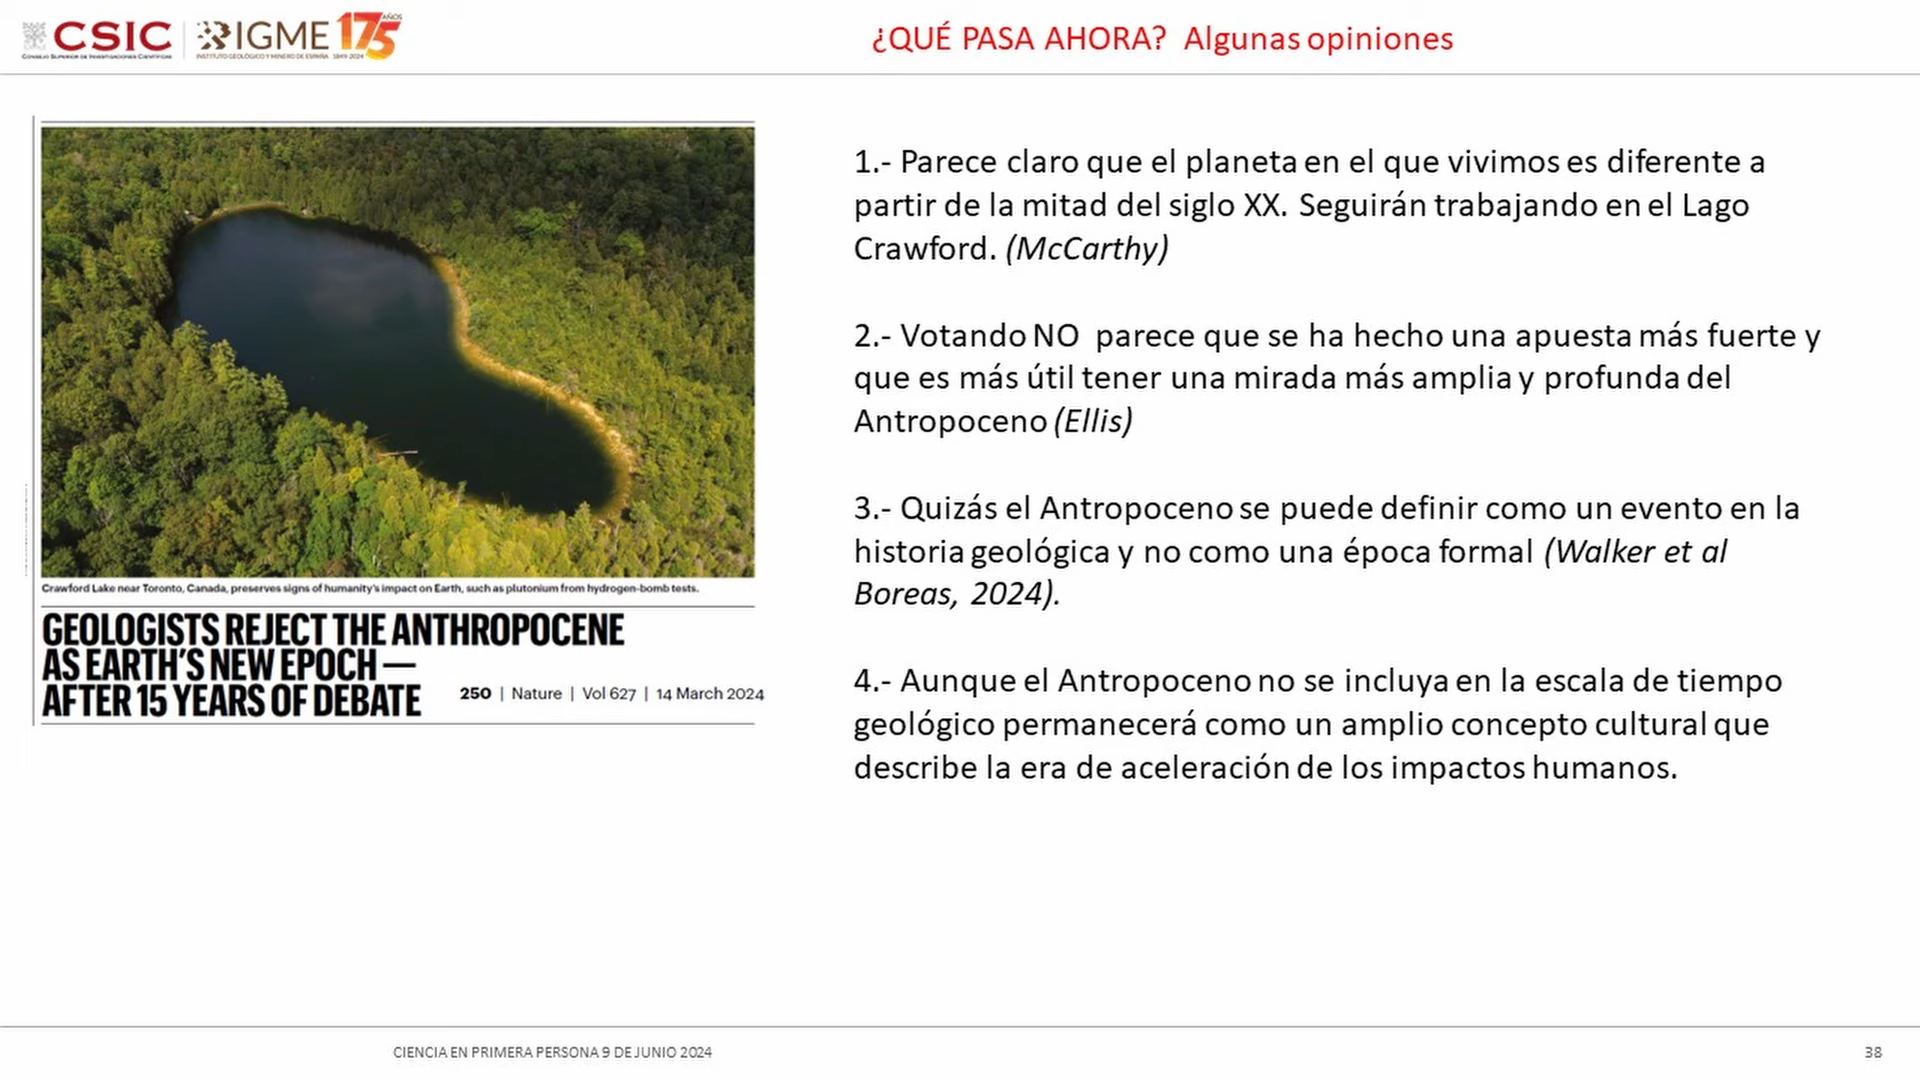 CSIC
CONSEJO SUPERIOR DE INVESTIGACIONES CIENTÍFICAS
IGME
INSTITUTO GEOLÓGICO Y MINERO DE ESPAÑA 1849-2024
175 AÑOS
¿QUÉ PASA AHORA? Algunas opiniones
Crawford Lake near Toronto, Canada, preserves signs of humanity's impact on Earth, such as plutonium from hydrogen-bomb tests.
GEOLOGISTS REJECT THE ANTHROPOCENE
AS EARTH'S NEW EPOCH —
AFTER 15 YEARS OF DEBATE
250 | Nature | Vol 627 | 14 March 2024
1.- Parece claro que el planeta en el que vivimos es diferente a
partir de la mitad del siglo XX. Seguirán trabajando en el Lago
Crawford. (McCarthy)
2.- Votando NO parece que se ha hecho una apuesta más fuerte y
que es más útil tener una mirada más amplia y profunda del
Antropoceno (Ellis)
3.- Quizás el Antropoceno se puede definir como un evento en la
historia geológica y no como una época formal (Walker et al
Boreas, 2024).
4.- Aunque el Antropoceno no se incluya en la escala de tiempo
geológico permanecerá como un amplio concepto cultural que
describe la era de aceleración de los impactos humanos.
CIENCIA EN PRIMERA PERSONA 9 DE JUNIO 2024
38